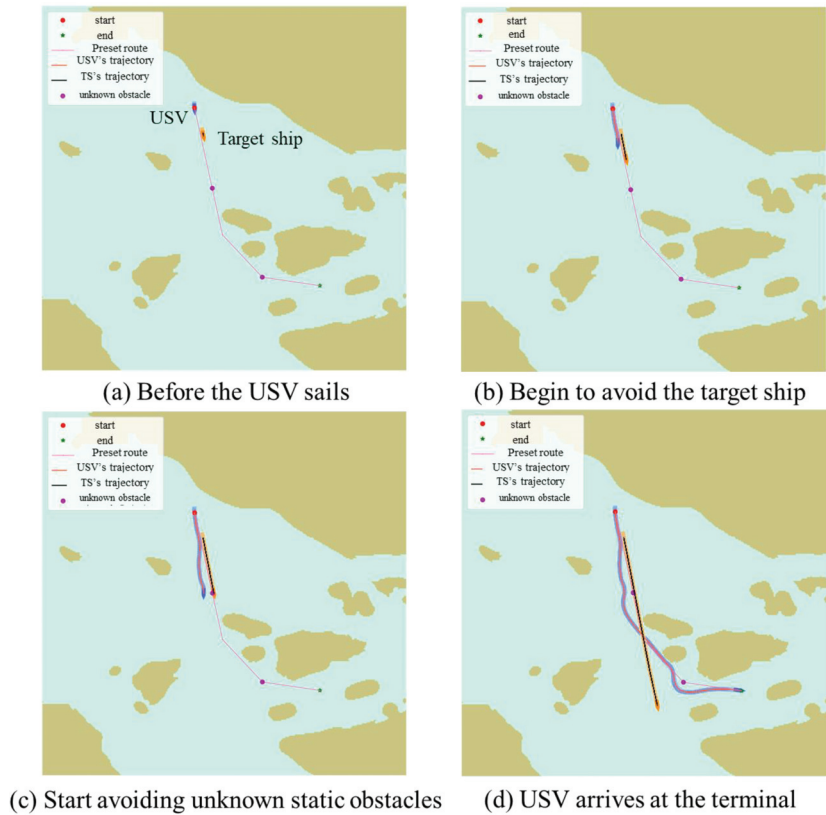 start
end
Preset route
USV's trajectory
TS's trajectory
unknown obstacle
USV
Target ship
(a) Before the USV sails
start
end
Preset route
USV's trajectory
TS's trajectory
unknown obstacle
(b) Begin to avoid the target ship
start
end
Preset route
USV's trajectory
TS's trajectory
unknown obstacle
(c) Start avoiding unknown static obstacles
start
end
Preset route
USV's trajectory
TS's trajectory
unknown obstacle
(d) USV arrives at the terminal